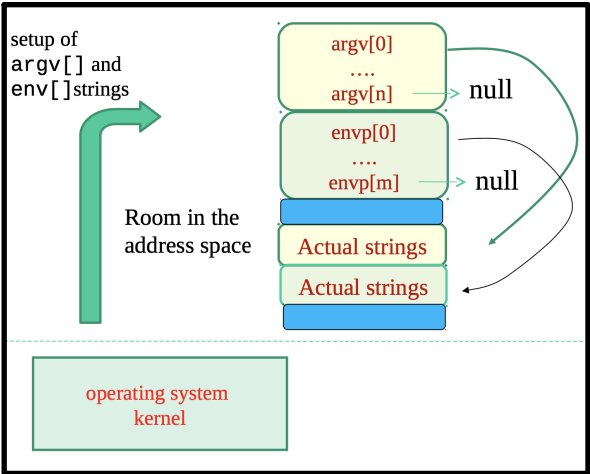 setup of
argv[] and
env[]strings
argv[0]
....
argv[n]
null
envp[0]
....
envp[m]
null
Room in the
address space
Actual strings
Actual strings
operating system
kernel